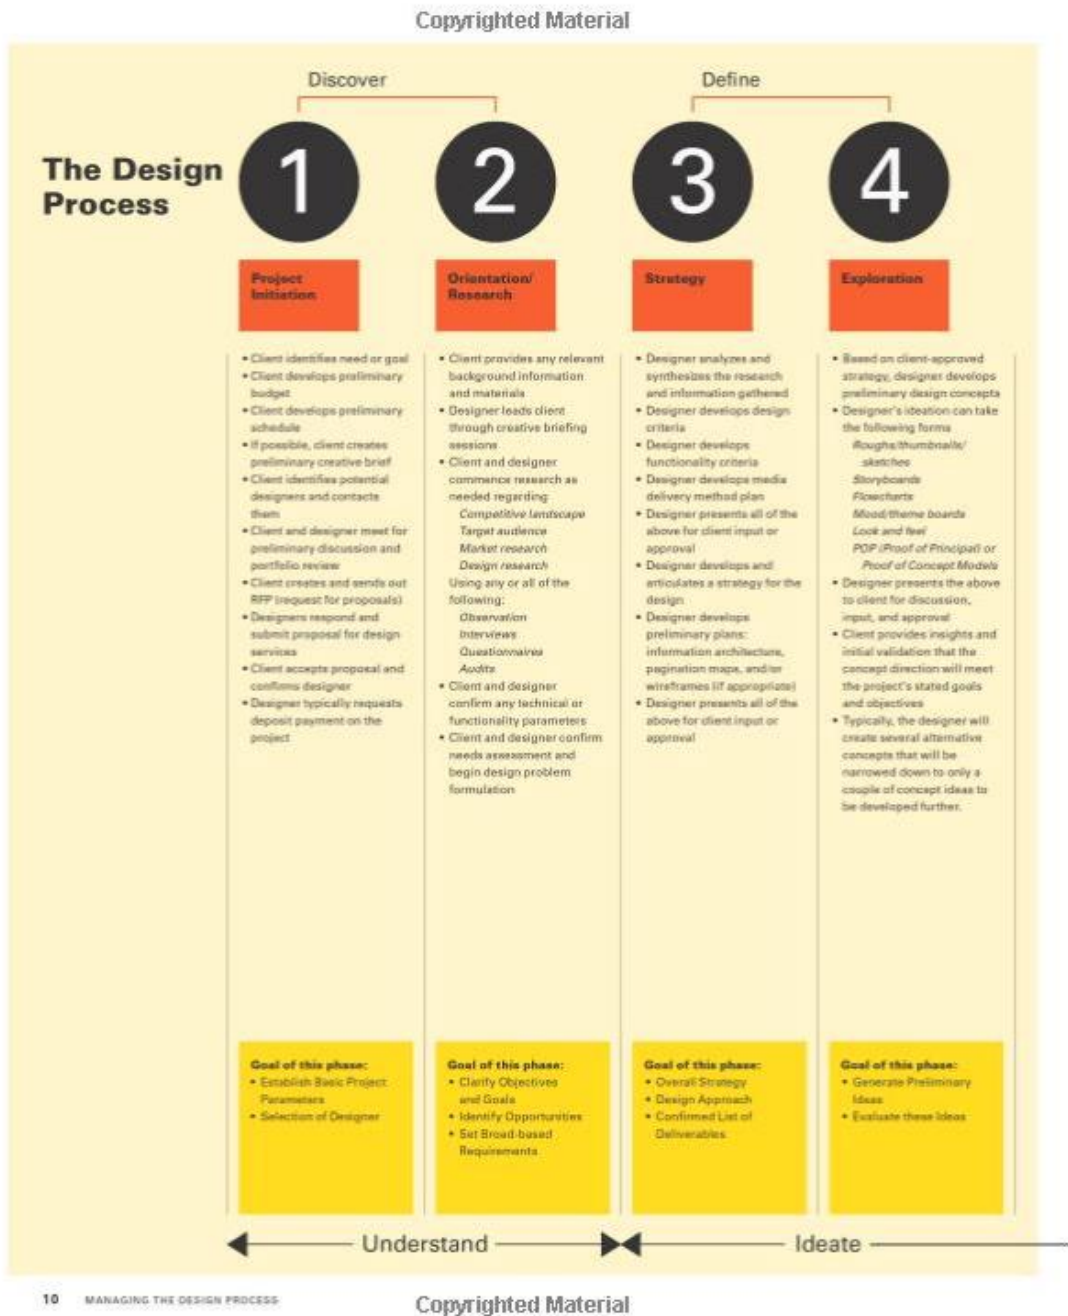 Copyrighted Material
Discover
Define
The Design
Process
1
2
3
4
Project
Initiation
• Client identifies need or goal
• Client develops preliminary
budget
• Client develops preliminary
schedule
• If possible, client creates
preliminary creative brief
• Client identifies potential
designers and contacts
them
• Client and designer meet for
preliminary discussion and
portfolio review
• Client creates and sends out
RFP (request for proposals)
• Designers respond and
submit proposal for design
services
• Client accepts proposal and
confirms designer
• Designer typically requests
deposit payment on the
project
Goal of this phase:
• Establish Basic Project
Parameters
• Selection of Designer
Orientation/
Research
• Client provides any relevant
background information
and materials
• Designer leads client
through creative briefing
sessions
• Client and designer
commence research as
needed regarding
Competitive landscape
Target audience
Market research
Design research
Using any or all of the
following:
Observation
Interviews
Questionnaires
Audits
• Client and designer
confirm any technical or
functionality parameters
• Client and designer confirm
needs assessment and
begin design problem
formulation
Goal of this phase:
• Clarify Objectives
and Goals
• Identify Opportunities
• Set Broad-based
Requirements
Strategy
• Designer analyzes and
synthesizes the research
and information gathered
• Designer develops design
criteria
• Designer develops
functionality criteria
• Designer develops media
delivery method plan
• Designer presents all of the
above for client input or
approval
• Designer develops and
articulates a strategy for the
design
• Designer develops
preliminary plans:
information architecture,
pagination maps, and/or
wireframes (if appropriate)
• Designer presents all of the
above for client input or
approval
Goal of this phase:
• Overall Strategy
• Design Approach
• Confirmed List of
Deliverables
Exploration
• Based on client-approved
strategy, designer develops
preliminary design concepts
• Designer's ideation can take
the following forms
Roughs/thumbnails/
sketches
Storyboards
Flowcharts
Mood/theme boards
Look and feel
POP (Proof of Principal) or
Proof of Concept Models
• Designer presents the above
to client for discussion,
input, and approval
• Client provides insights and
initial validation that the
concept direction will meet
the project's stated goals
and objectives
• Typically, the designer will
create several alternative
concepts that will be
narrowed down to only a
couple of concept ideas to
be developed further.
Goal of this phase:
• Generate Preliminary
Ideas
• Evaluate these Ideas
Understand
Ideate
10 MANAGING THE DESIGN PROCESS
Copyrighted Material